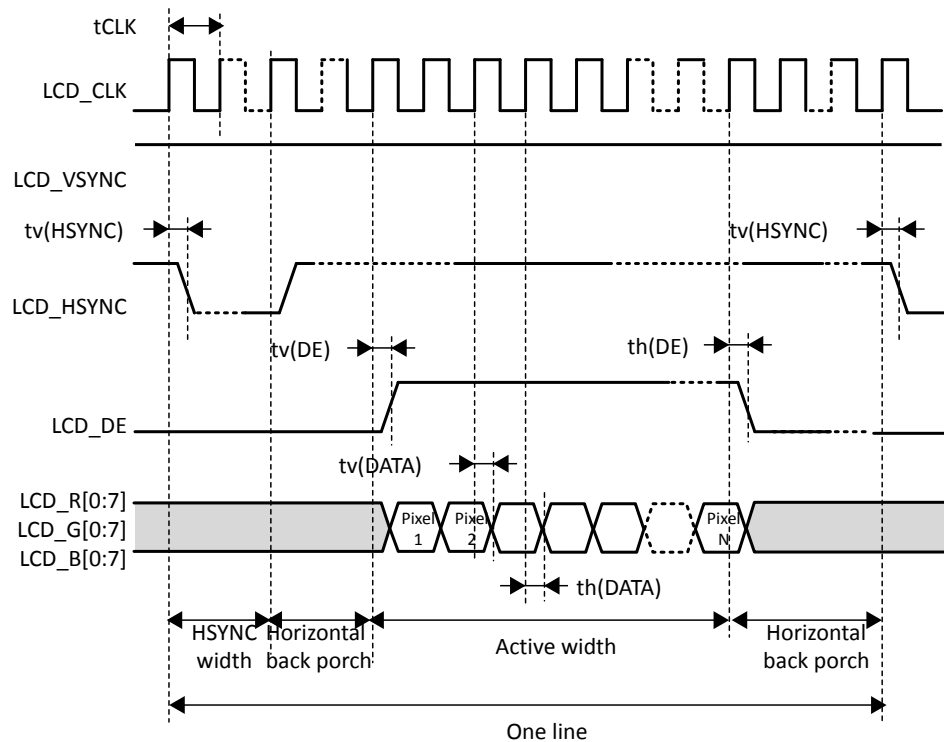 tCLK
LCD_CLK
LCD_VSYNC
tv(HSYNC)
tv(HSYNC)
LCD_HSYNC
tv(DE)
th(DE)
LCD_DE
tv(DATA)
LCD_R[0:7]
LCD_G[0:7]
LCD_B[0:7]
Pixel
1
Pixel
2
Pixel
N
th(DATA)
HSYNC
width
Horizontal
back porch
Active width
Horizontal
back porch
One line